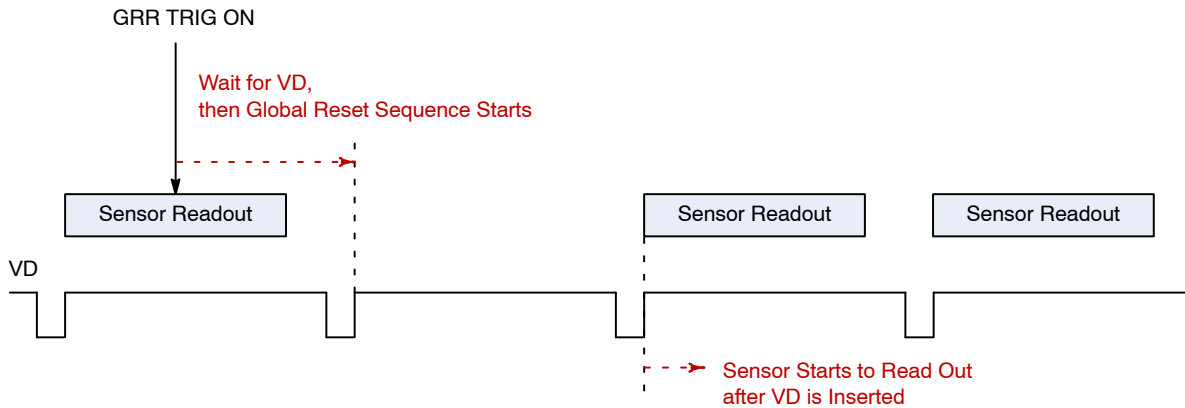 GRR TRIG ON
Wait for VD,
then Global Reset Sequence Starts
Sensor Readout
Sensor Readout
Sensor Readout
VD
Sensor Starts to Read Out
after VD is Inserted